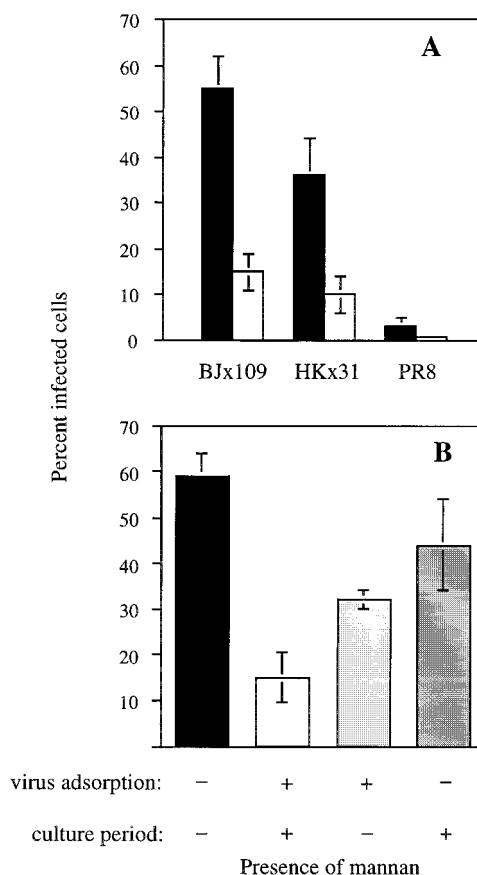 70
A
60
50
40
30
20
10
0
BJx109 HKx31 PR8
Percent infected cells
70
B
60
50
40
30
20
10
virus adsorption: − + + −
culture period: − + − +
Presence of mannan